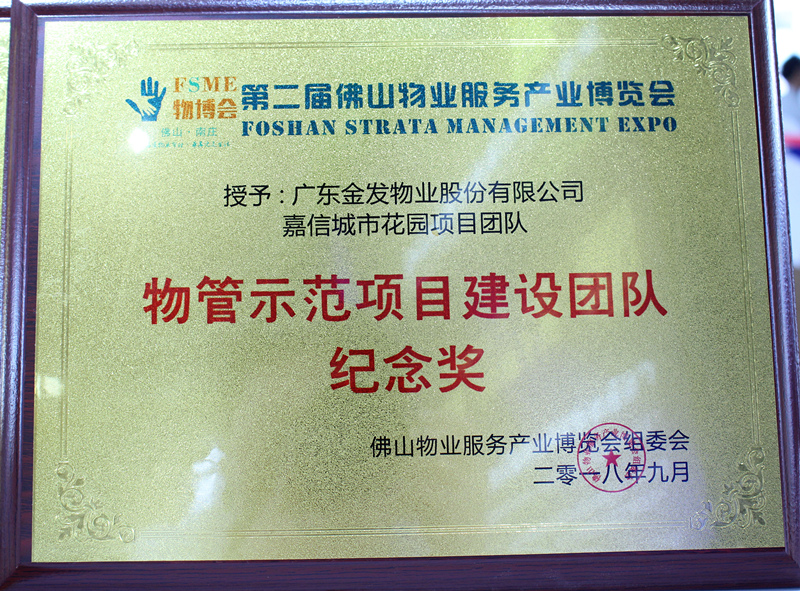 FSME
物博会
佛山·南庄
第二届佛山物业服务产业博览会
FOSHAN STRATA MANAGEMENT EXPO
授予：广东金发物业股份有限公司
嘉信城市花园项目团队
物管示范项目建设团队
纪念奖
佛山物业服务产业博览会组委会
二零一八年九月